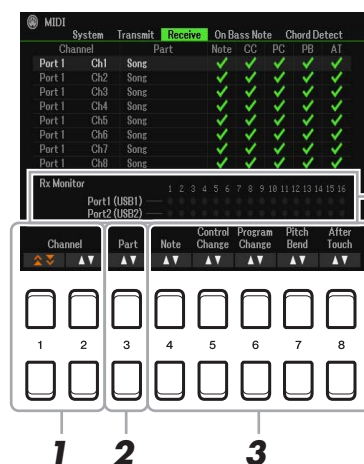 MIDI
System Transmit Receive On Bass Note Chord Detect
Channel Part Note CC PC PB AT
Port 1 Ch1 Song
Port 1 Ch2 Song
Port 1 Ch3 Song
Port 1 Ch4 Song
Port 1 Ch5 Song
Port 1 Ch6 Song
Port 1 Ch7 Song
Port 1 Ch8 Song
Rx Monitor 1 2 3 4 5 6 7 8 9 10 11 12 13 14 15 16
Port1 (USB1)
Port2 (USB2)
Channel Part Note Control Change Program Change Pitch Bend After Touch
1 2 3 4 5 6 7 8
1 2 3